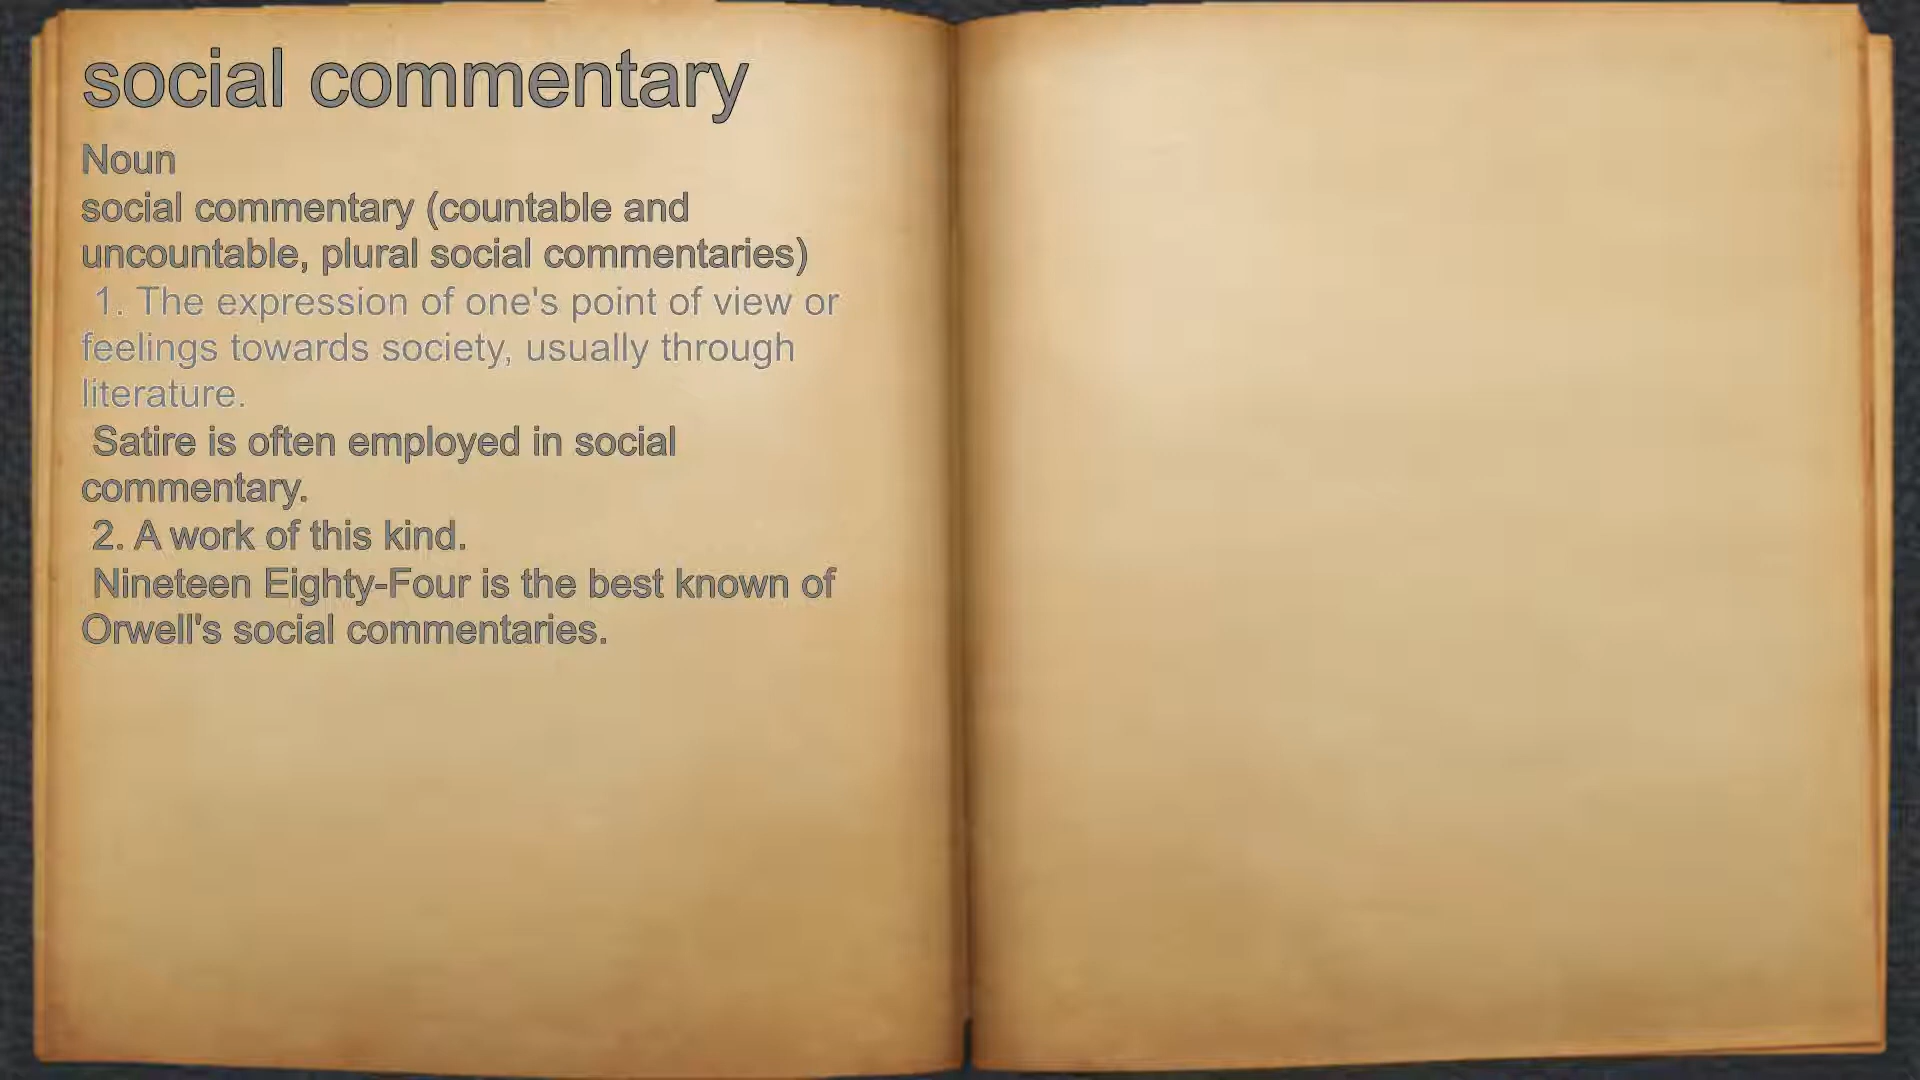 social commentary
Noun
social commentary (countable and
uncountable, plural social commentaries)
1. The expression of one's point of view or
feelings towards society, usually through
literature.
Satire is often employed in social
commentary.
2. A work of this kind.
Nineteen Eighty-Four is the best known of
Orwell's social commentaries.